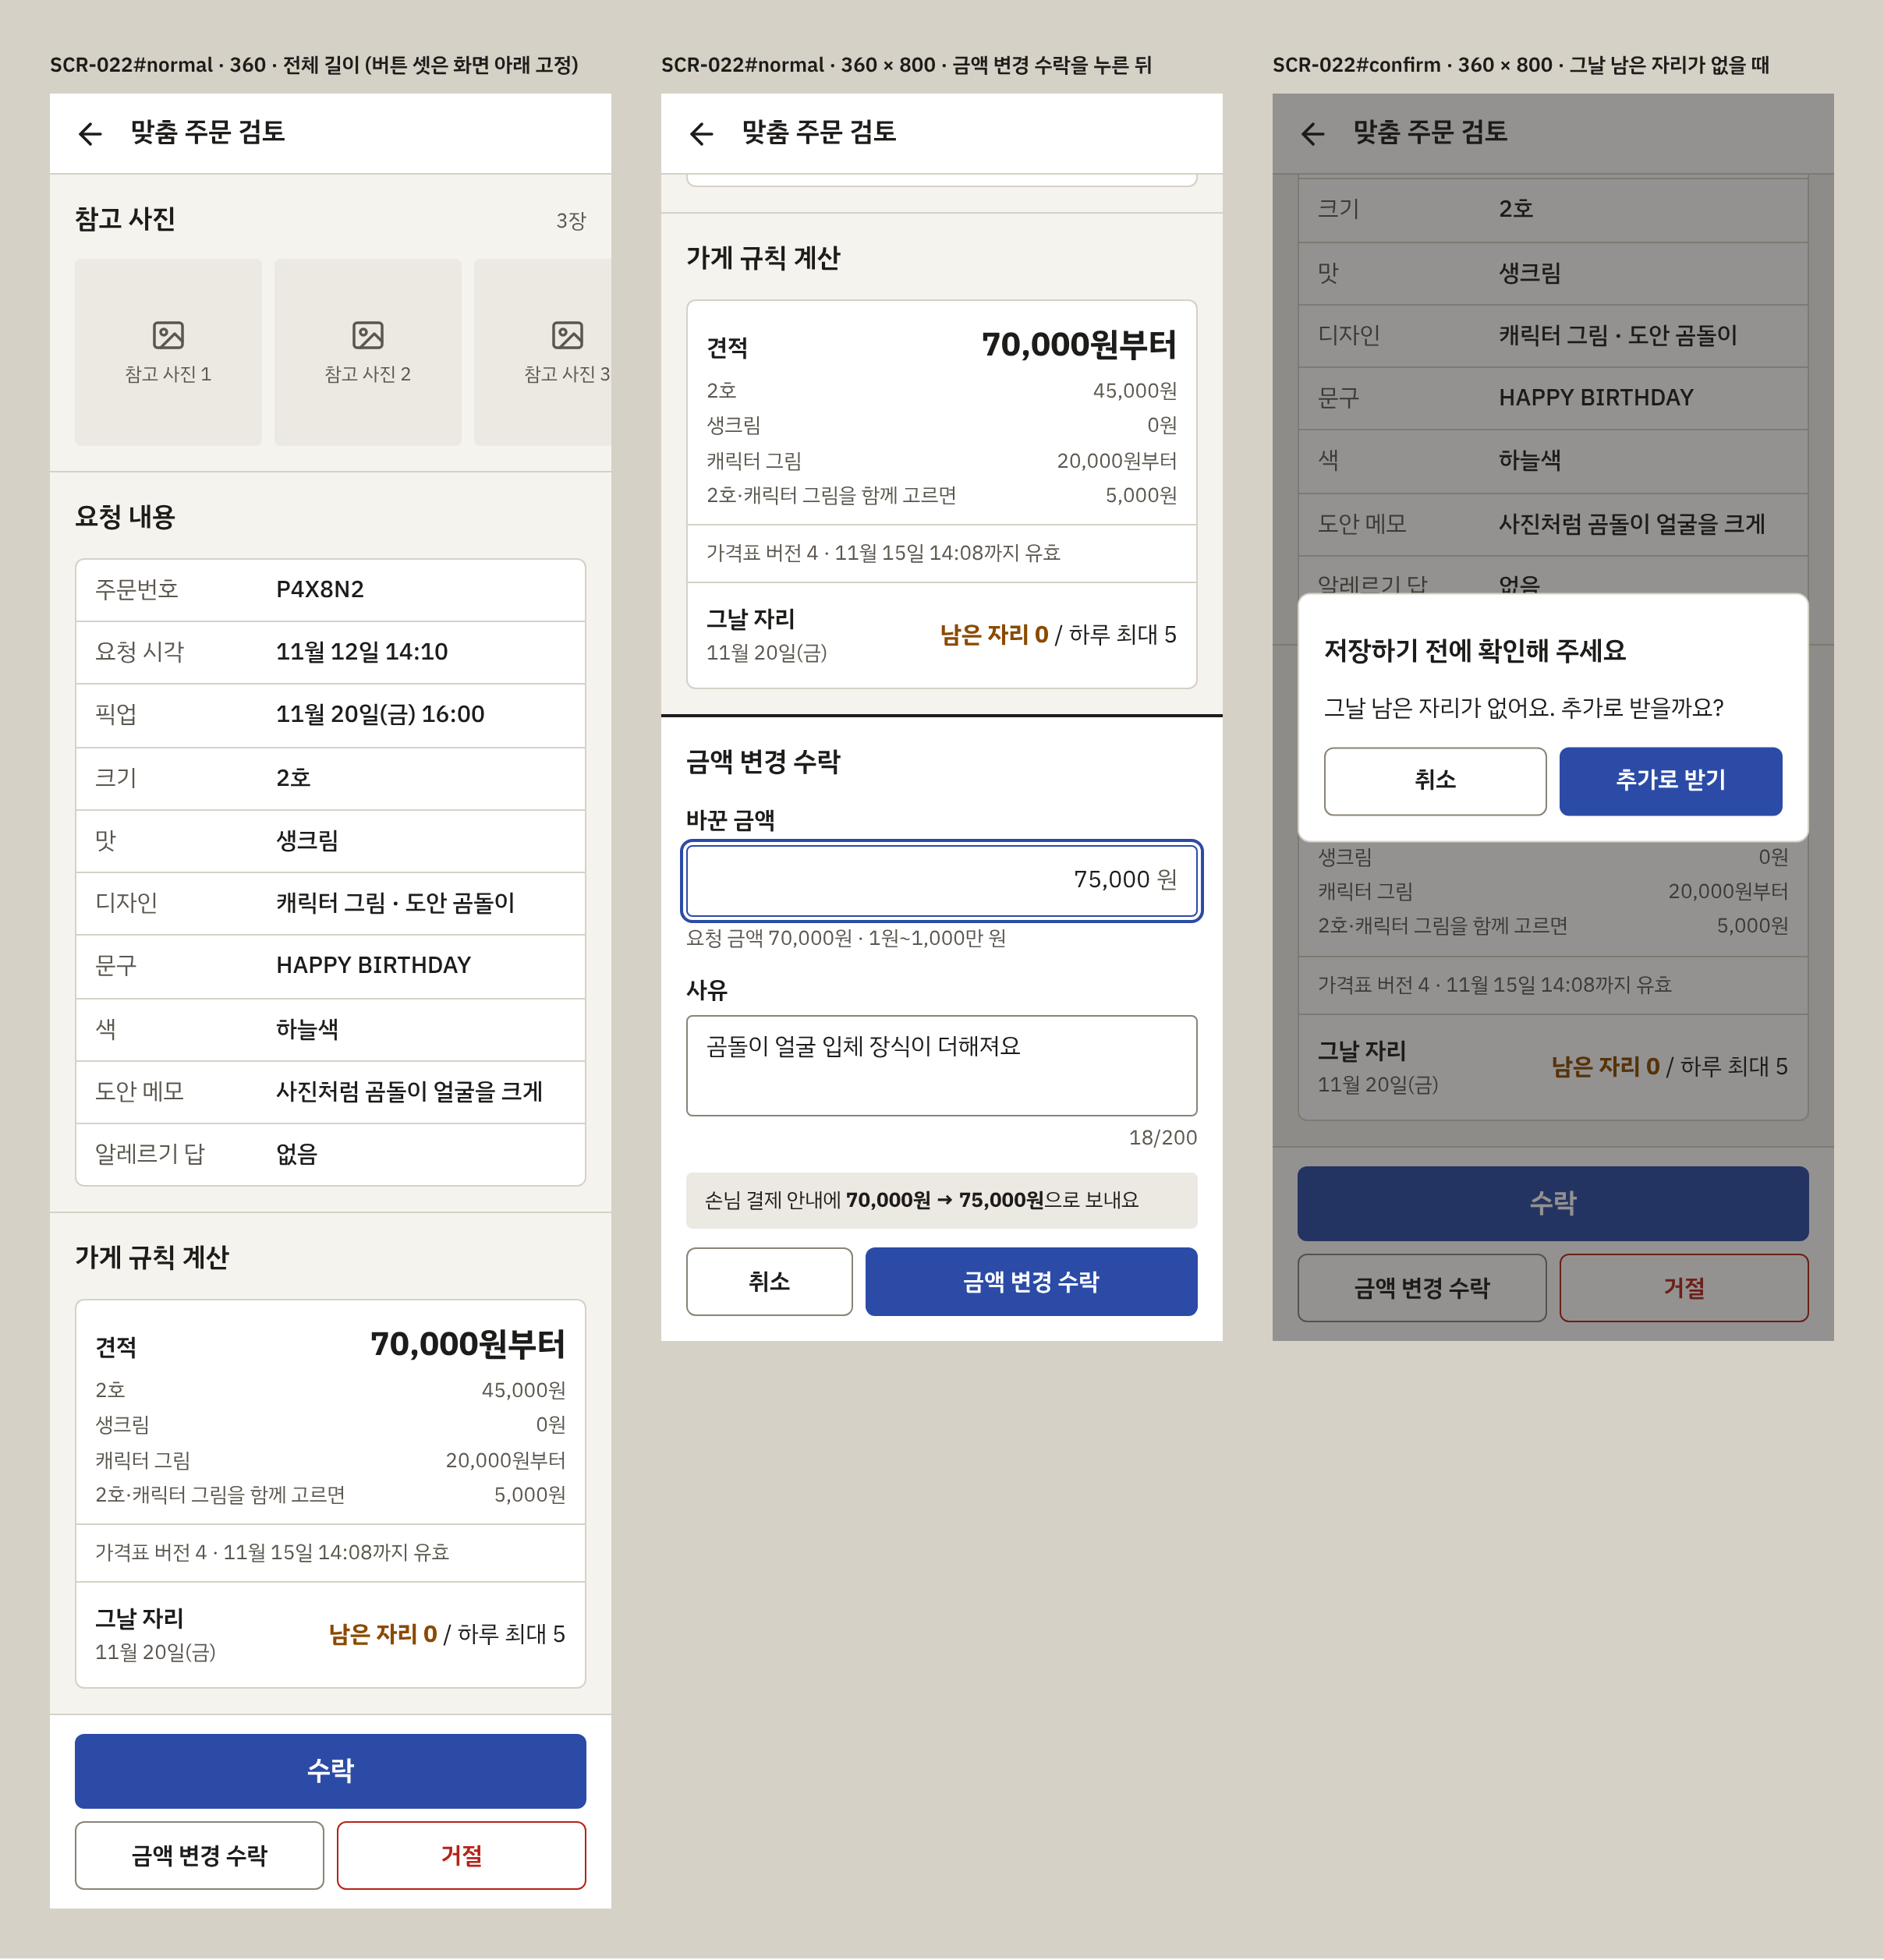 SCR-022#normal · 360 · 전체 길이 (버튼 셋은 화면 아래 고정)
맞춤 주문 검토
참고 사진
3장
참고 사진 1
참고 사진 2
참고 사진 3
요청 내용
주문번호 P4X8N2
요청 시각 11월 12일 14:10
픽업 11월 20일(금) 16:00
크기 2호
맛 생크림
디자인 캐릭터 그림 · 도안 곰돌이
문구 HAPPY BIRTHDAY
색 하늘색
도안 메모 사진처럼 곰돌이 얼굴을 크게
알레르기 답 없음
가게 규칙 계산
견적 70,000원부터
2호 45,000원
생크림 0원
캐릭터 그림 20,000원부터
2호·캐릭터 그림을 함께 고르면 5,000원
가격표 버전 4 · 11월 15일 14:08까지 유효
그날 자리
11월 20일(금)
남은 자리 0 / 하루 최대 5
수락
금액 변경 수락
거절
SCR-022#normal · 360 × 800 · 금액 변경 수락을 누른 뒤
맞춤 주문 검토
가게 규칙 계산
견적 70,000원부터
2호 45,000원
생크림 0원
캐릭터 그림 20,000원부터
2호·캐릭터 그림을 함께 고르면 5,000원
가격표 버전 4 · 11월 15일 14:08까지 유효
그날 자리
11월 20일(금)
남은 자리 0 / 하루 최대 5
금액 변경 수락
바꾼 금액
75,000 원
요청 금액 70,000원 · 1원~1,000만 원
사유
곰돌이 얼굴 입체 장식이 더해져요
18/200
손님 결제 안내에 70,000원 → 75,000원으로 보내요
취소
금액 변경 수락
SCR-022#confirm · 360 × 800 · 그날 남은 자리가 없을 때
맞춤 주문 검토
크기 2호
맛 생크림
디자인 캐릭터 그림 · 도안 곰돌이
문구 HAPPY BIRTHDAY
색 하늘색
도안 메모 사진처럼 곰돌이 얼굴을 크게
알레르기 답 없음
저장하기 전에 확인해 주세요
그날 남은 자리가 없어요. 추가로 받을까요?
취소
추가로 받기
생크림 0원
캐릭터 그림 20,000원부터
2호·캐릭터 그림을 함께 고르면 5,000원
가격표 버전 4 · 11월 15일 14:08까지 유효
그날 자리
11월 20일(금)
남은 자리 0 / 하루 최대 5
수락
금액 변경 수락
거절